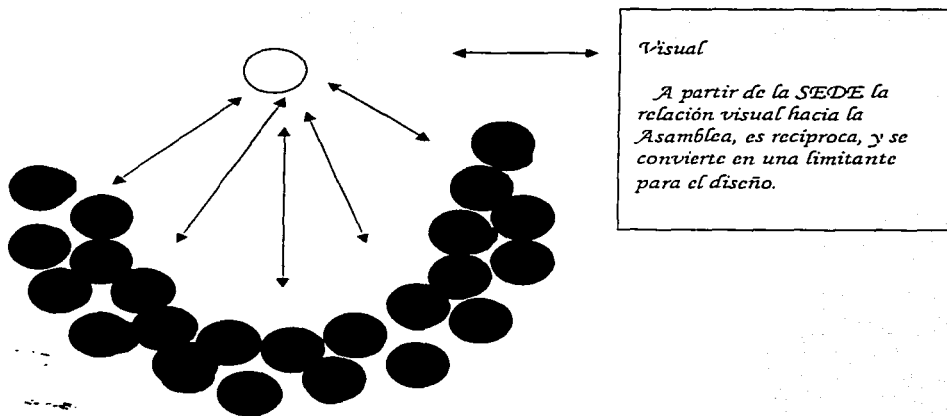 Visual
A partir de la SEDE la
relación visual hacia la
Asamblea, es recíproca, y se
convierte en una limitante
para el diseño.